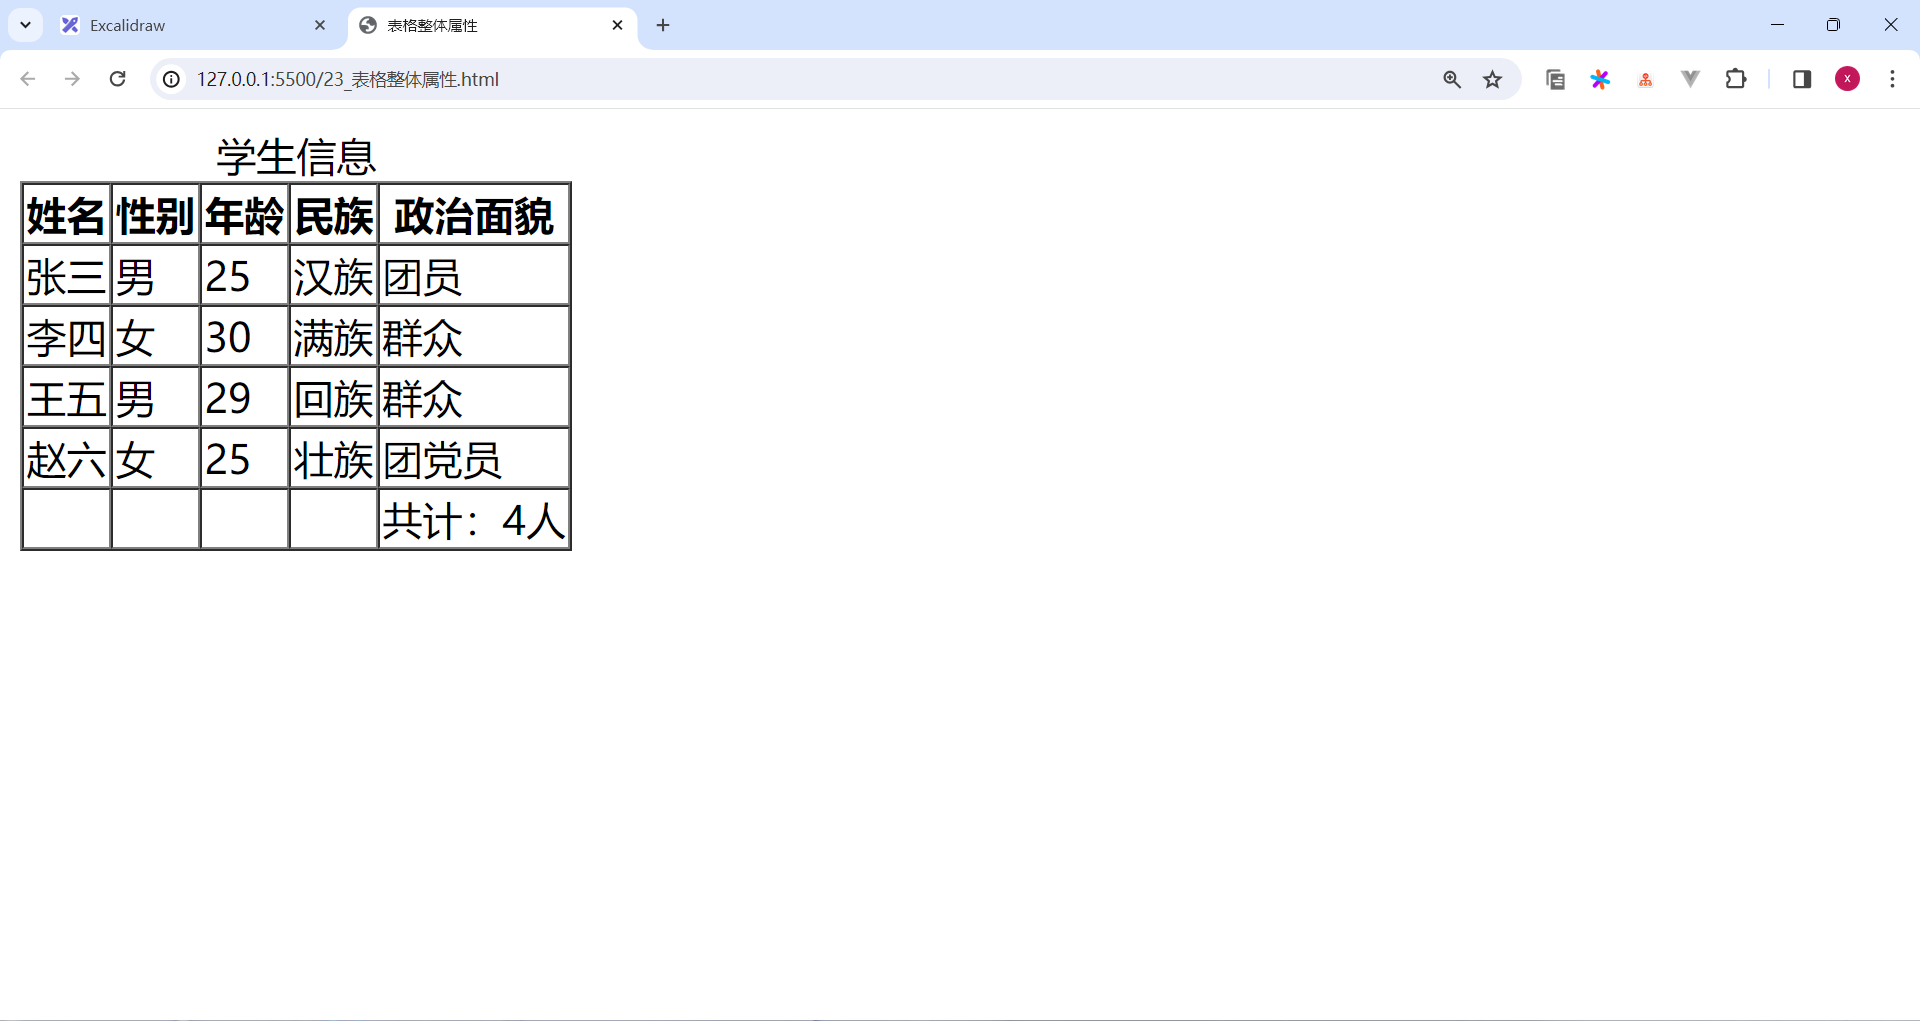 Excalidraw
表格整体属性
127.0.0.1:5500/23_表格整体属性.html
x
学生信息
姓名 性别 年龄 民族 政治面貌
张三 男 25 汉族 团员
李四 女 30 满族 群众
王五 男 29 回族 群众
赵六 女 25 壮族 团党员
共计：4人